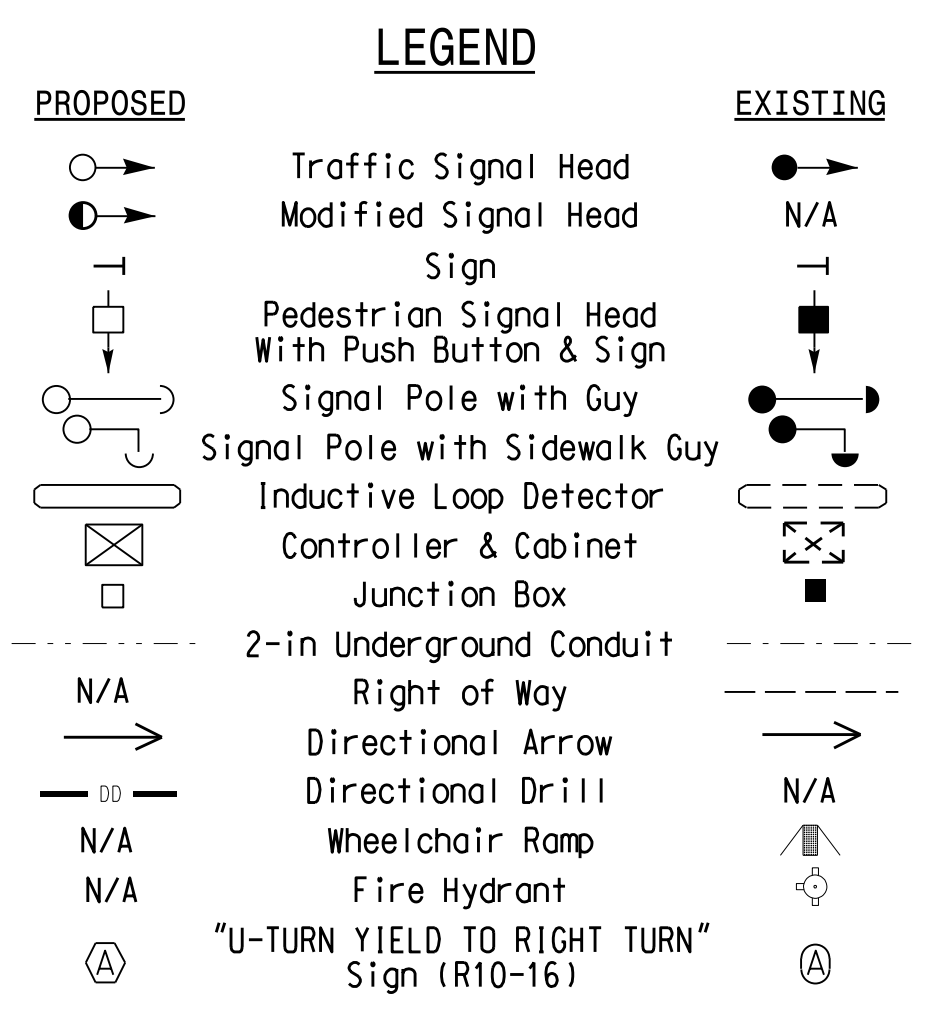 LEGEND
PROPOSED EXISTING
Traffic Signal Head
Modified Signal Head N/A
Sign
Pedestrian Signal Head
With Push Button & Sign
Signal Pole with Guy
Signal Pole with Sidewalk Guy
Inductive Loop Detector
Controller & Cabinet
Junction Box
2-in Underground Conduit
N/A Right of Way
Directional Arrow
DD Directional Drill N/A
N/A Wheelchair Ramp
N/A Fire Hydrant
"U-TURN YIELD TO RIGHT TURN"
A Sign (R10-16) A